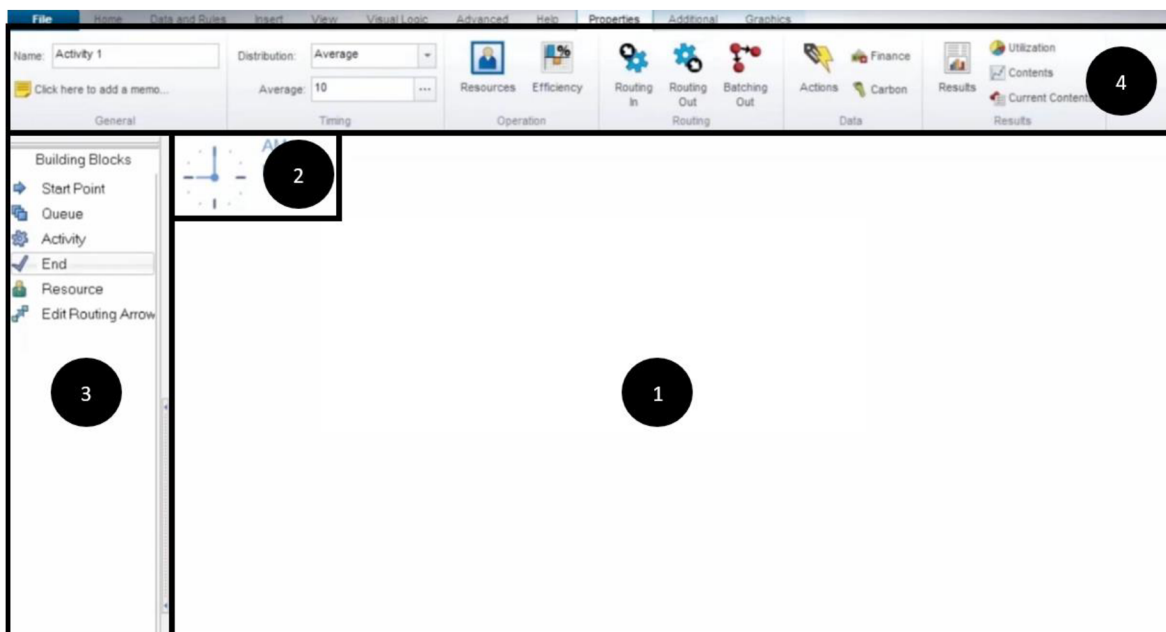 File Home Data and Rules Insert View Visual Logic Advanced Help Properties Additional Graphics
Name: Activity 1
Click here to add a memo...
General
Distribution: Average
Average: 10 ...
Timing
Resources Efficiency
Operation
Routing In
Routing Out
Batching Out
Routing
Actions Finance
Carbon
Data
Results Utilization
Contents
Current Contents
Results
4
Building Blocks
Start Point
Queue
Activity
End
Resource
Edit Routing Arrow
2
3
1